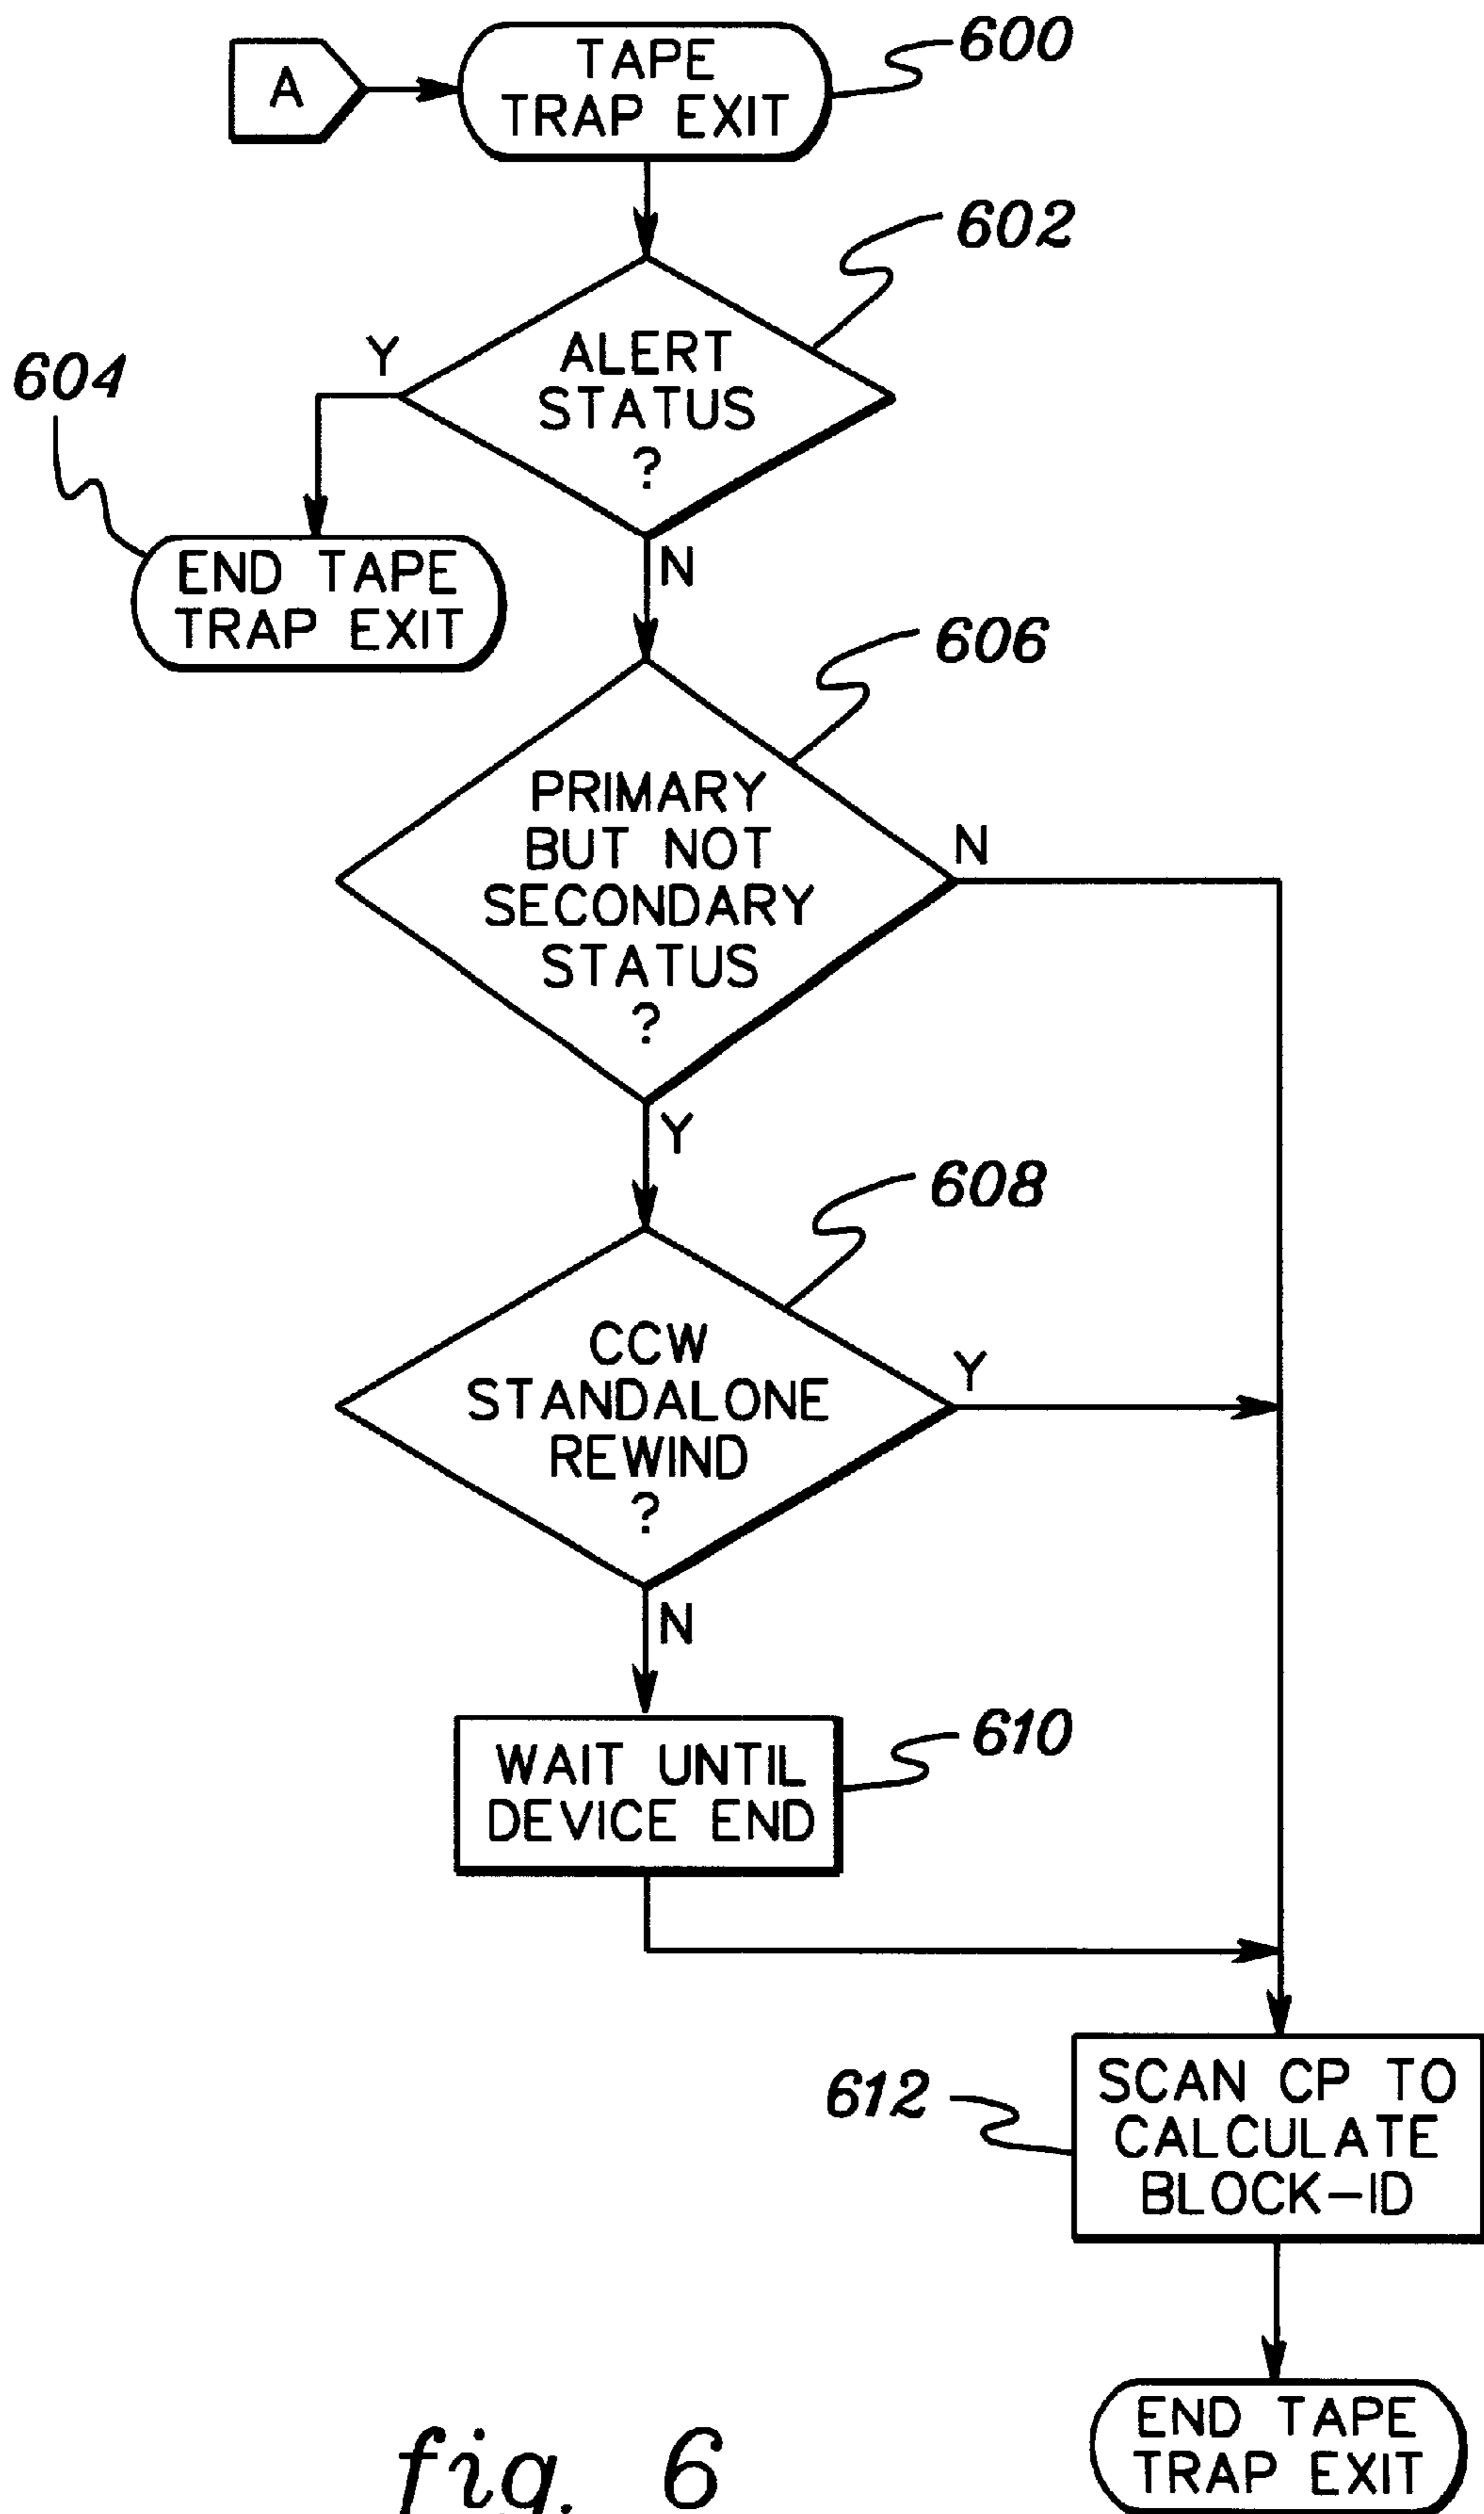 A
TAPE
TRAP EXIT
600
602
ALERT
STATUS
?
Y
604
N
END TAPE
TRAP EXIT
606
PRIMARY
BUT NOT
SECONDARY
STATUS
?
N
Y
608
CCW
STANDALONE
REWIND
?
Y
N
WAIT UNTIL
DEVICE END
610
612
SCAN CP TO
CALCULATE
BLOCK-ID
END TAPE
TRAP EXIT
fig. 6